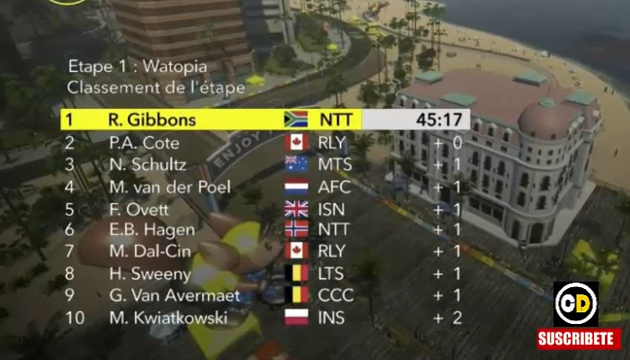 Etape 1 : Watopia
Classement de l'étape
1 R. Gibbons NTT 45:17
2 P.A. Cote RLY + 0
3 N. Schultz MTS + 1
4 M. van der Poel AFC + 1
5 F. Ovett ISN + 1
6 E.B. Hagen NTT + 1
7 M. Dal-Cin RLY + 1
8 H. Sweeny LTS + 1
9 G. Van Avermaet CCC + 1
10 M. Kwiatkowski INS + 2
ENJOY
CD
SUSCRIBETE